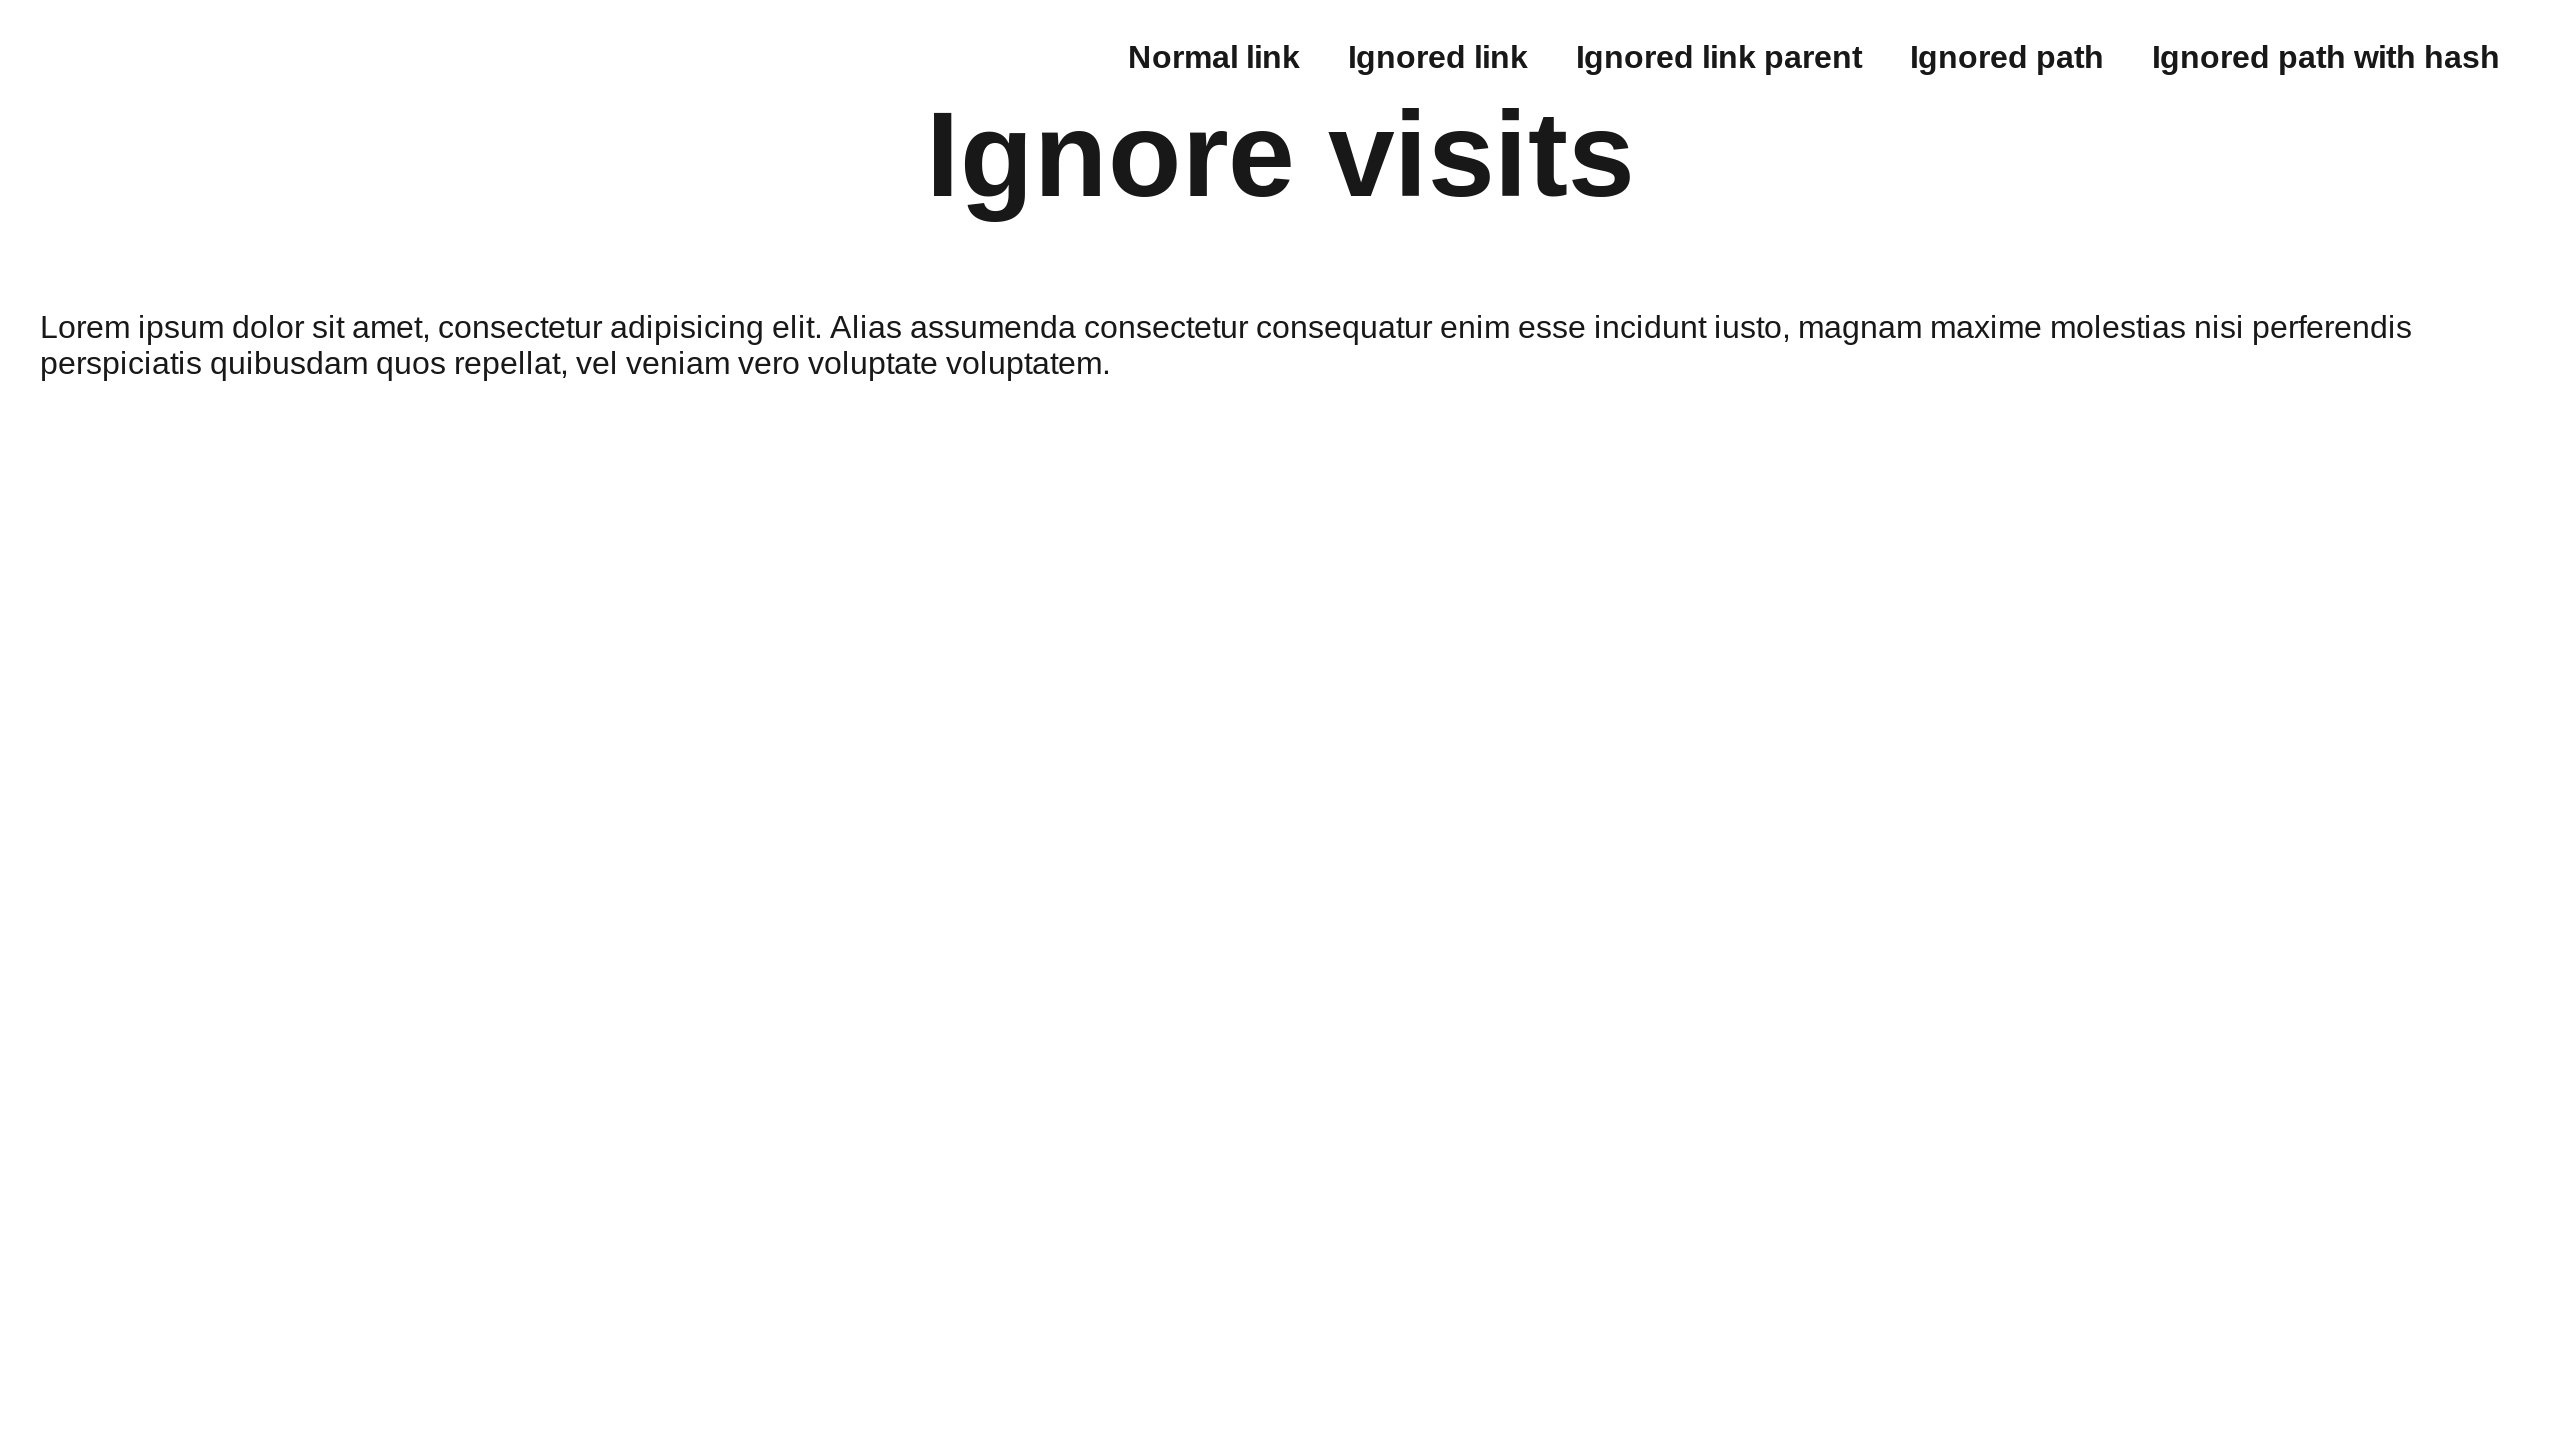 Normal link Ignored link Ignored link parent Ignored path Ignored path with hash
Ignore visits
Lorem ipsum dolor sit amet, consectetur adipisicing elit. Alias assumenda consectetur consequatur enim esse incidunt iusto, magnam maxime molestias nisi perferendis
perspiciatis quibusdam quos repellat, vel veniam vero voluptate voluptatem.